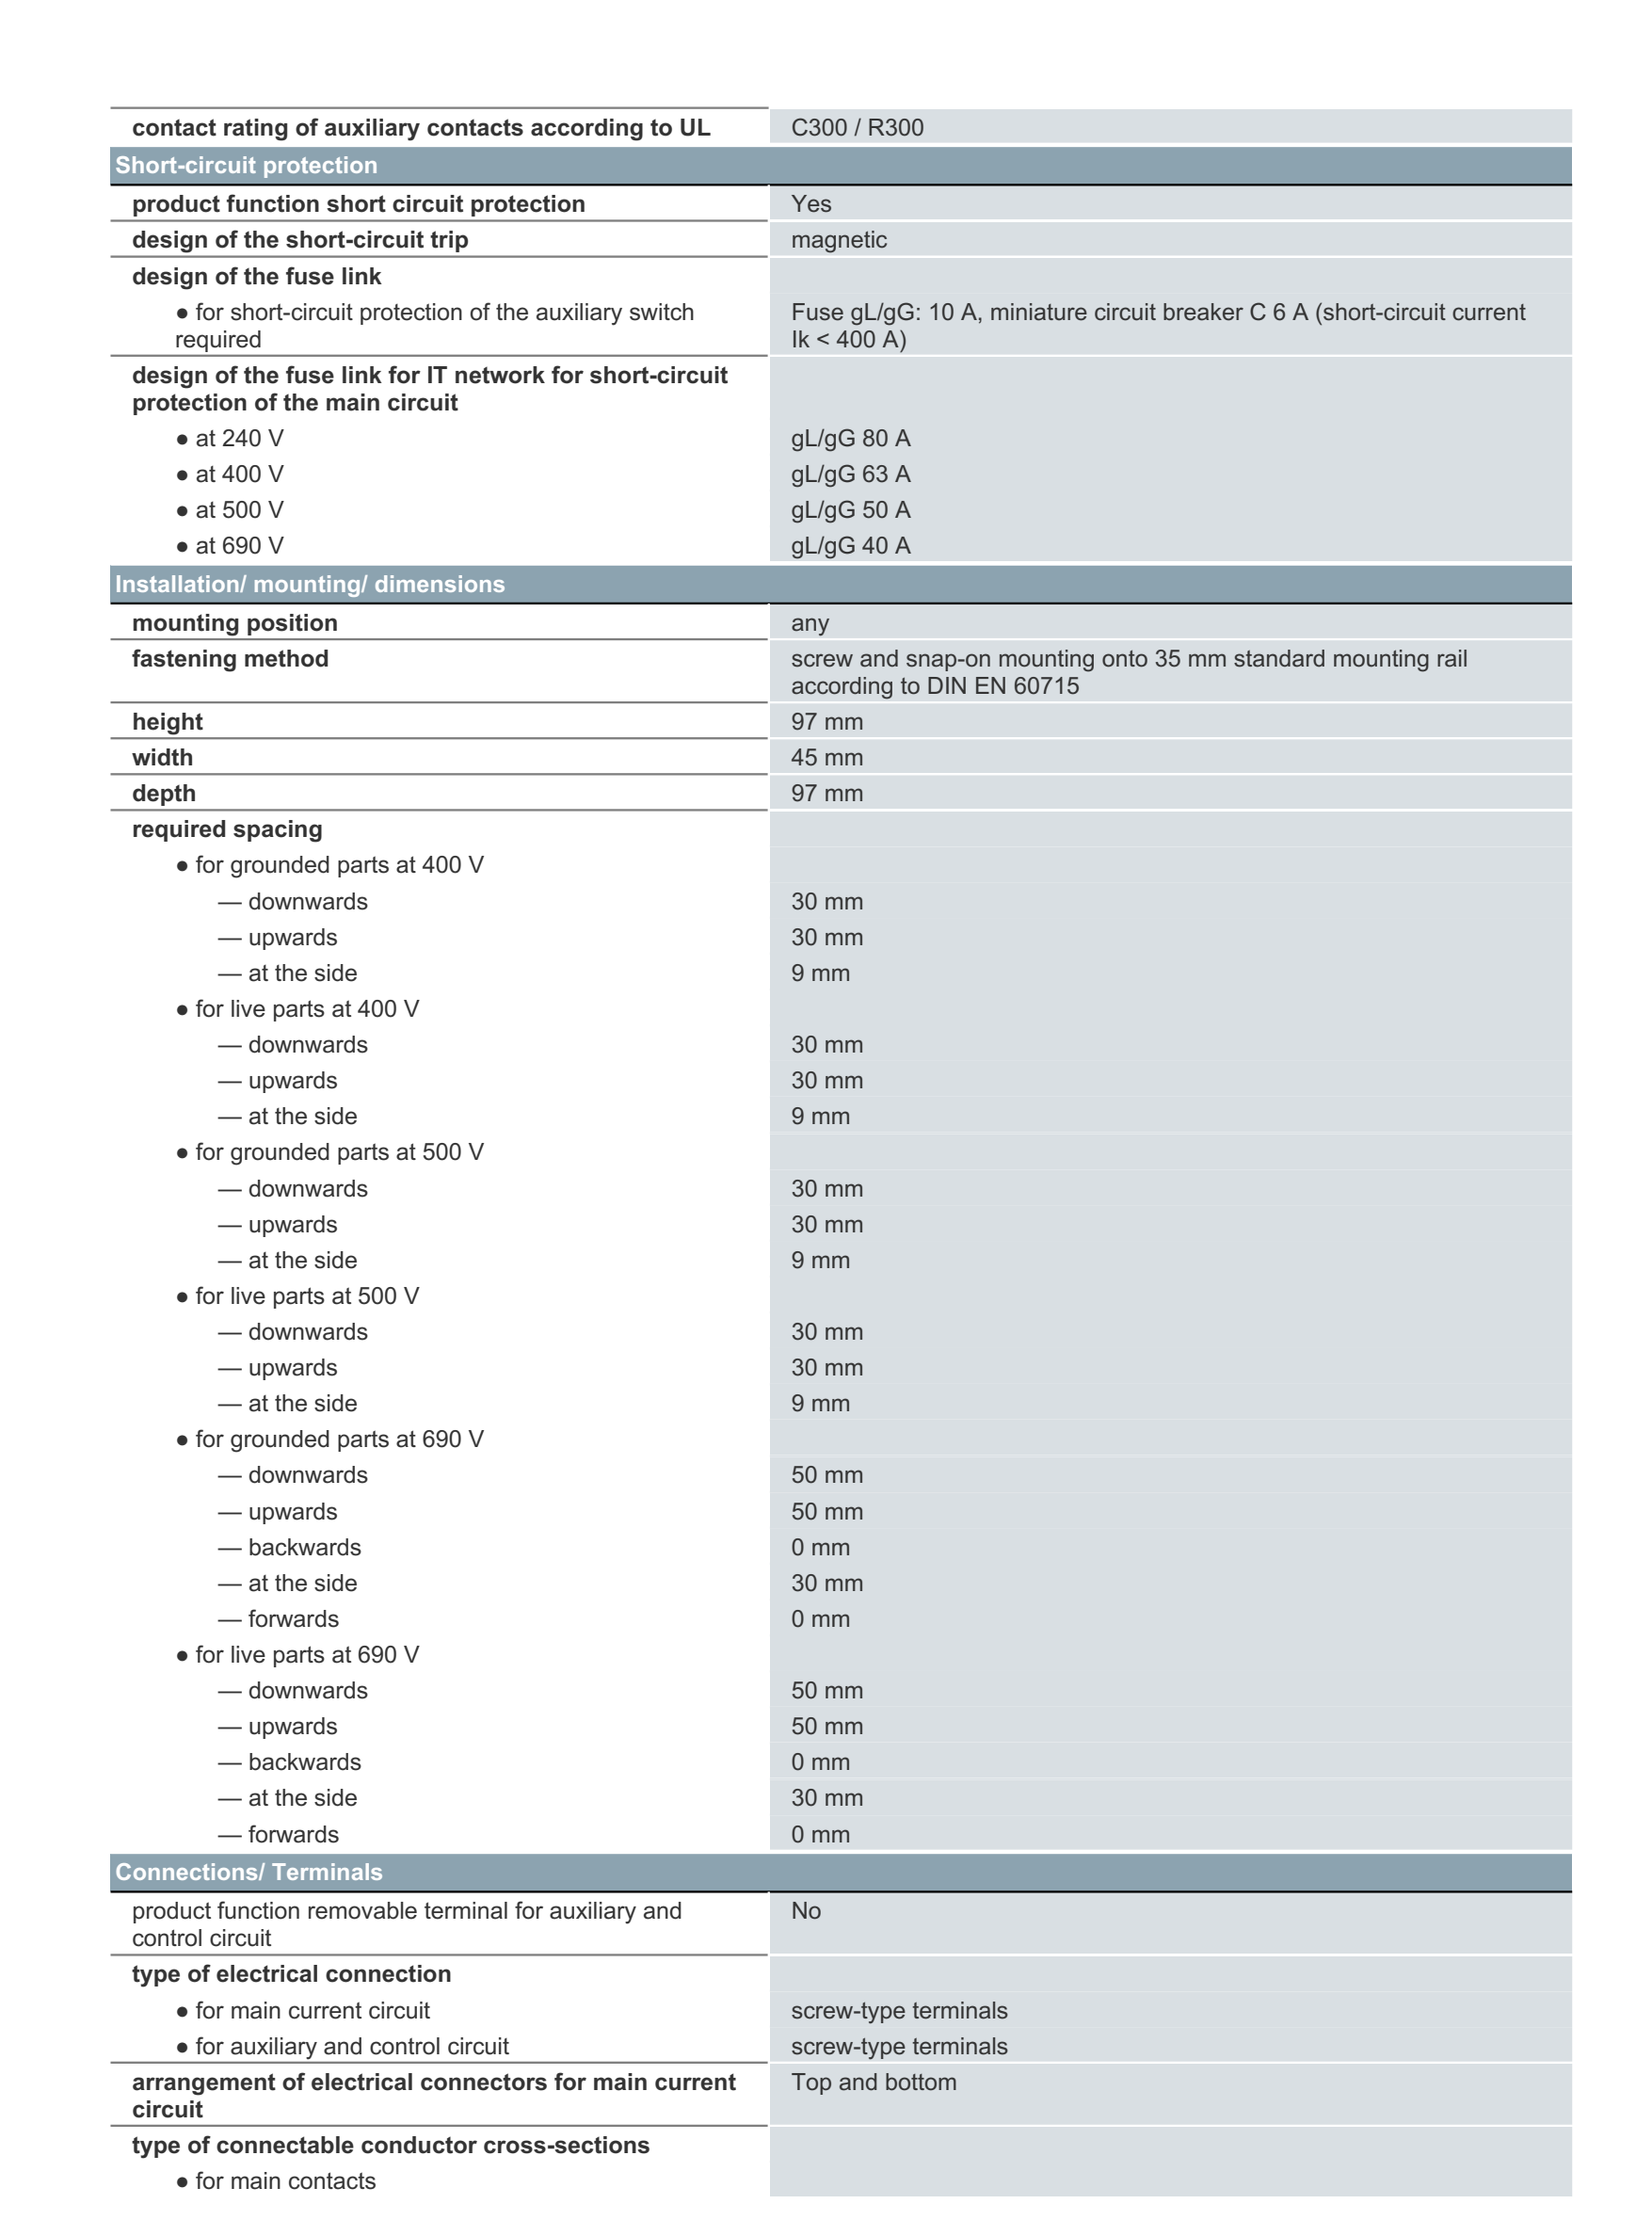 contact rating of auxiliary contacts according to UL C300 / R300
Short-circuit protection
product function short circuit protection Yes
design of the short-circuit trip magnetic
design of the fuse link
● for short-circuit protection of the auxiliary switch Fuse gL/gG: 10 A, miniature circuit breaker C 6 A (short-circuit current
required Ik < 400 A)
design of the fuse link for IT network for short-circuit
protection of the main circuit
● at 240 V gL/gG 80 A
● at 400 V gL/gG 63 A
● at 500 V gL/gG 50 A
● at 690 V gL/gG 40 A
Installation/ mounting/ dimensions
mounting position any
fastening method screw and snap-on mounting onto 35 mm standard mounting rail
according to DIN EN 60715
height 97 mm
width 45 mm
depth 97 mm
required spacing
● for grounded parts at 400 V
— downwards 30 mm
— upwards 30 mm
— at the side 9 mm
● for live parts at 400 V
— downwards 30 mm
— upwards 30 mm
— at the side 9 mm
● for grounded parts at 500 V
— downwards 30 mm
— upwards 30 mm
— at the side 9 mm
● for live parts at 500 V
— downwards 30 mm
— upwards 30 mm
— at the side 9 mm
● for grounded parts at 690 V
— downwards 50 mm
— upwards 50 mm
— backwards 0 mm
— at the side 30 mm
— forwards 0 mm
● for live parts at 690 V
— downwards 50 mm
— upwards 50 mm
— backwards 0 mm
— at the side 30 mm
— forwards 0 mm
Connections/ Terminals
product function removable terminal for auxiliary and No
control circuit
type of electrical connection
● for main current circuit screw-type terminals
● for auxiliary and control circuit screw-type terminals
arrangement of electrical connectors for main current Top and bottom
circuit
type of connectable conductor cross-sections
● for main contacts